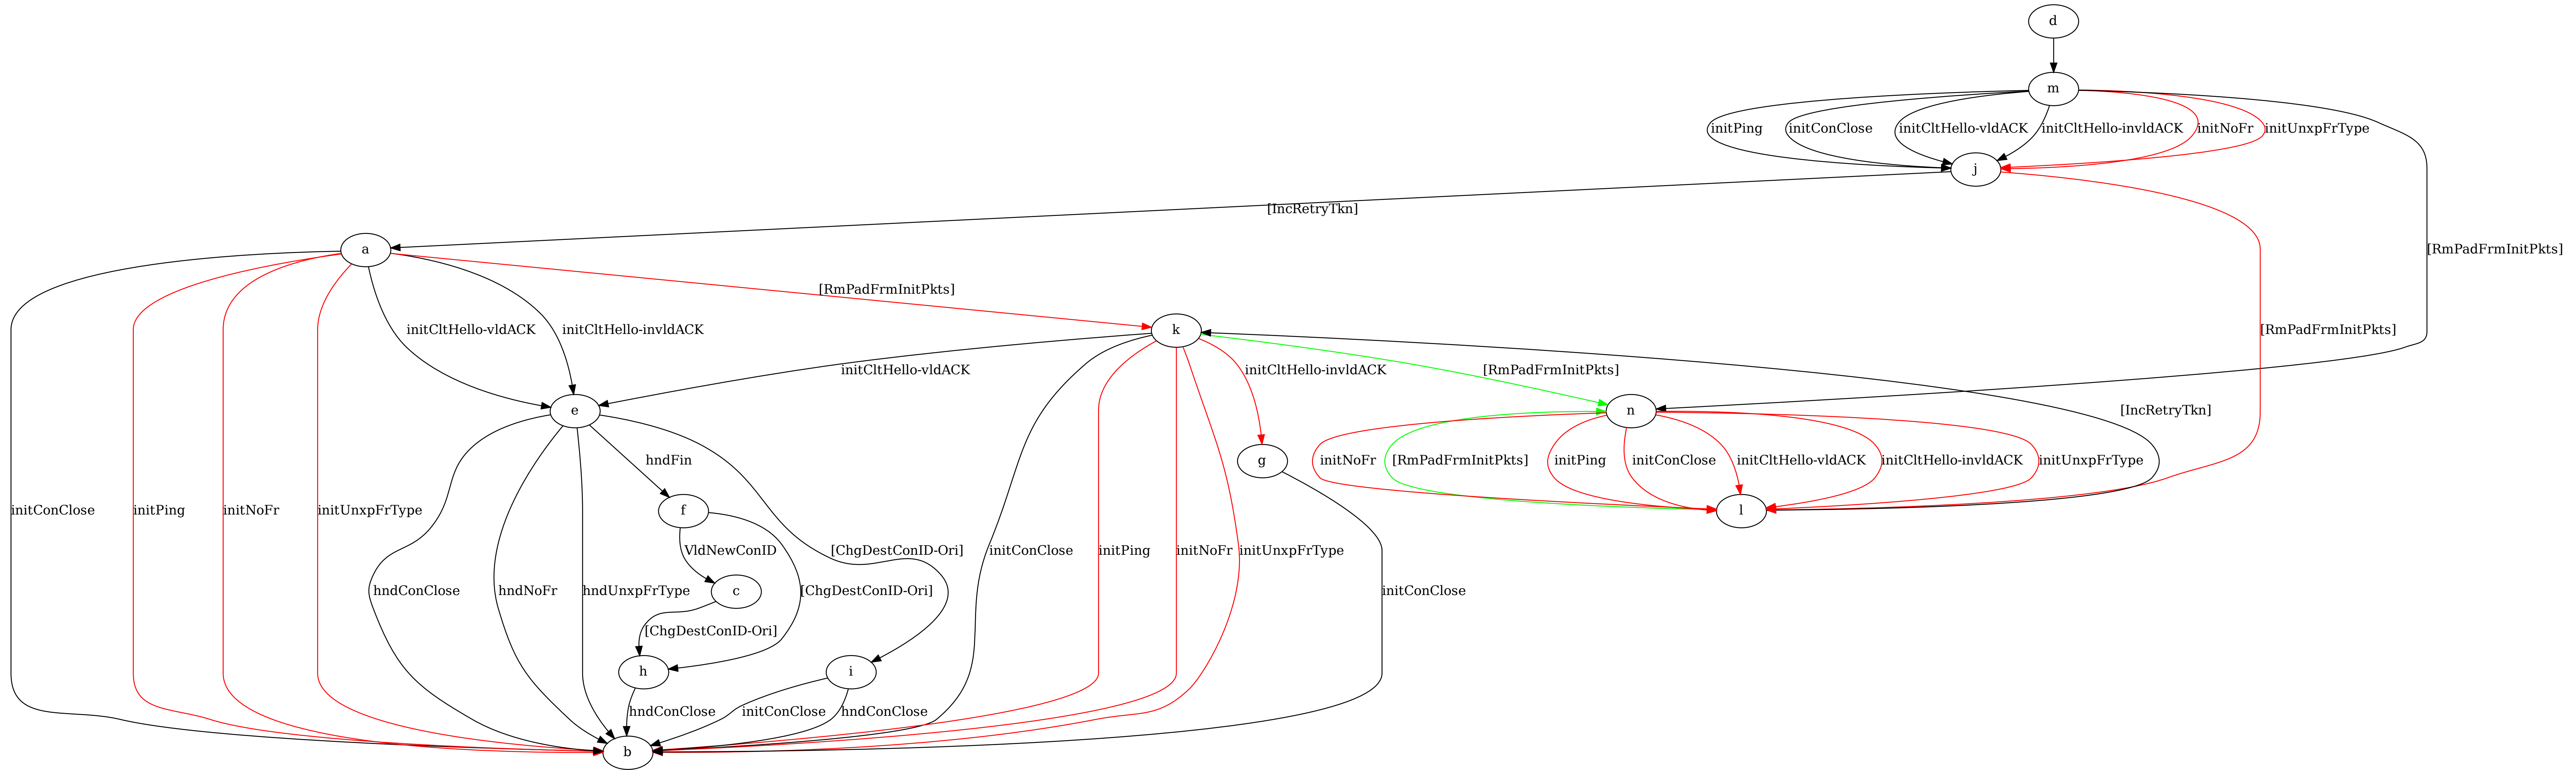 d
m
initPing
initConClose
initCltHello-vldACK
initCltHello-invldACK
initNoFr
initUnxpFrType
j
[IncRetryTkn]
a
[RmPadFrmInitPkts]
[RmPadFrmInitPkts]
initCltHello-vldACK
initCltHello-invldACK
k
[RmPadFrmInitPkts]
initCltHello-vldACK
initCltHello-invldACK
[RmPadFrmInitPkts]
e
n
[IncRetryTkn]
hndFin
g
initNoFr
[RmPadFrmInitPkts]
initPing
initConClose
initCltHello-vldACK
initCltHello-invldACK
initUnxpFrType
initConClose
initPing
initNoFr
initUnxpFrType
f
l
VldNewConID
[ChgDestConID-Ori]
initConClose
initPing
initNoFr
initUnxpFrType
hndConClose
hndNoFr
hndUnxpFrType
c
[ChgDestConID-Ori]
initConClose
[ChgDestConID-Ori]
h
i
hndConClose
initConClose
hndConClose
b